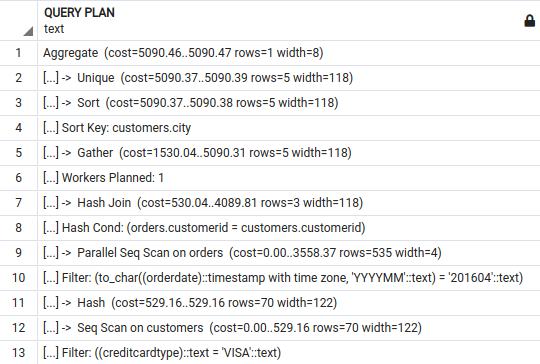 QUERY PLAN
text
1 Aggregate (cost=5090.46..5090.47 rows=1 width=8)
2 [...] -> Unique (cost=5090.37..5090.39 rows=5 width=118)
3 [...] -> Sort (cost=5090.37..5090.38 rows=5 width=118)
4 [...] Sort Key: customers.city
5 [...] -> Gather (cost=1530.04..5090.31 rows=5 width=118)
6 [...] Workers Planned: 1
7 [...] -> Hash Join (cost=530.04..4089.81 rows=3 width=118)
8 [...] Hash Cond: (orders.customerid = customers.customerid)
9 [...] -> Parallel Seq Scan on orders (cost=0.00..3558.37 rows=535 width=4)
10 [...] Filter: (to_char((orderdate)::timestamp with time zone, 'YYYYMM'::text) = '201604'::text)
11 [...] -> Hash (cost=529.16..529.16 rows=70 width=122)
12 [...] -> Seq Scan on customers (cost=0.00..529.16 rows=70 width=122)
13 [...] Filter: ((creditcardtype)::text = 'VISA'::text)